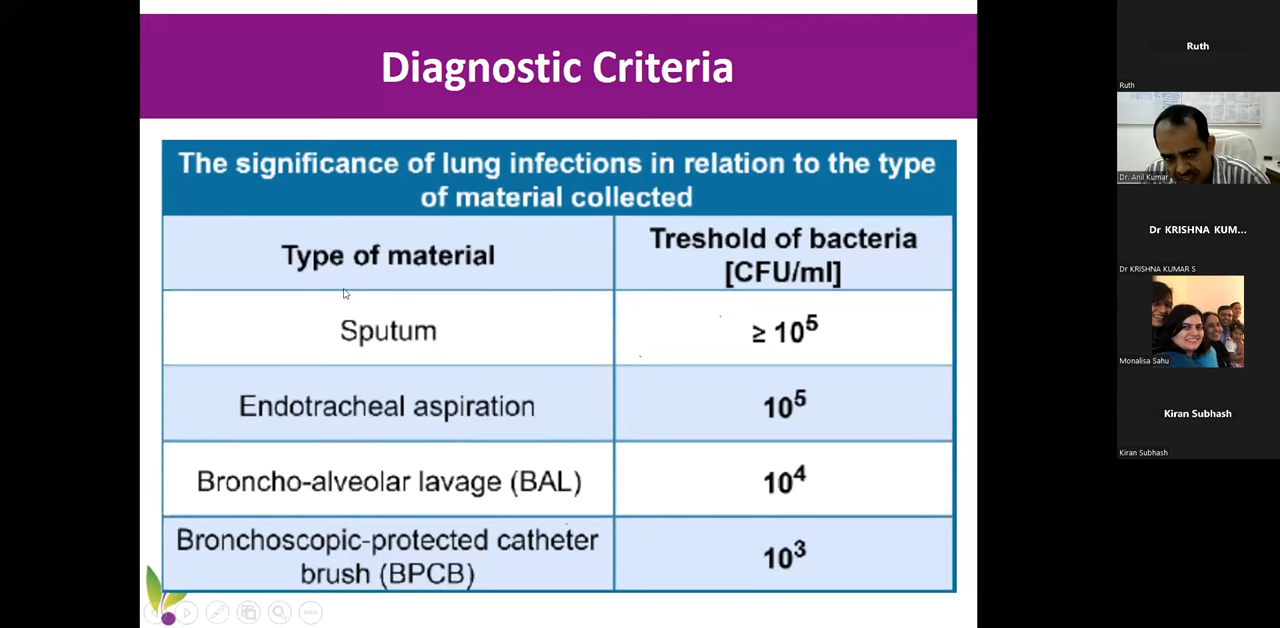 Diagnostic Criteria
The significance of lung infections in relation to the type
of material collected
Type of material
Treshold of bacteria
[CFU/ml]
Sputum
≥ 10⁵
Endotracheal aspiration
10⁵
Broncho-alveolar lavage (BAL)
10⁴
Bronchoscopic-protected catheter
brush (BPCB)
10³
Ruth
Ruth
Dr. Anil Kumar
Dr KRISHNA KUM...
Dr KRISHNA KUMAR S
Monalisa Sahu
Kiran Subhash
Kiran Subhash